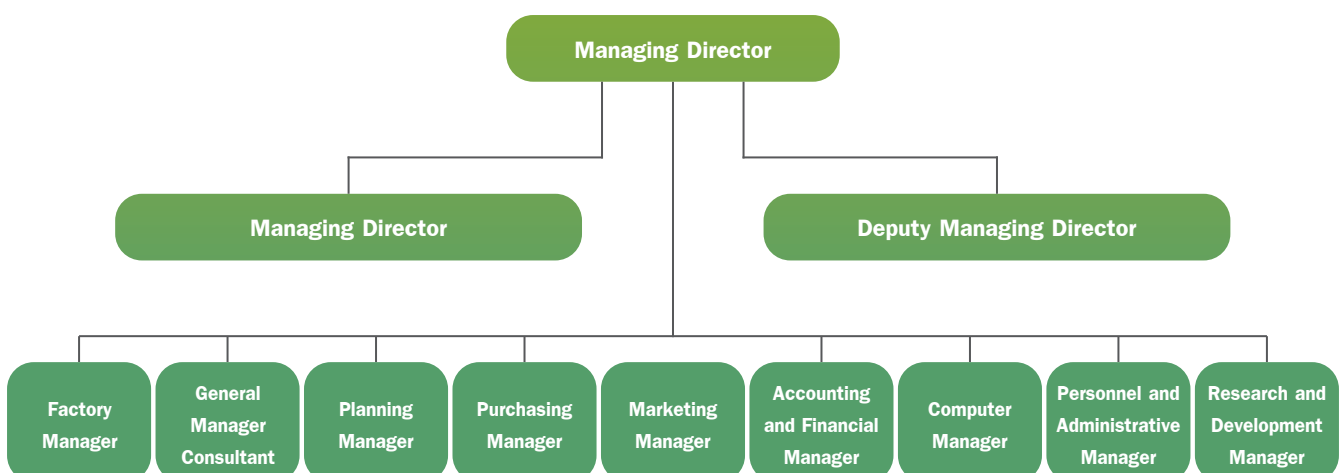 Managing Director
Managing Director
Deputy Managing Director
Factory
Manager
General
Manager
Consultant
Planning
Manager
Purchasing
Manager
Marketing
Manager
Accounting
and Financial
Manager
Computer
Manager
Personnel and
Administrative
Manager
Research and
Development
Manager